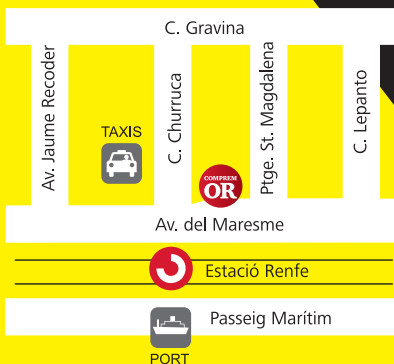 C. Gravina
Av. Jaume Recoder
TAXIS
C. Churruca
Ptge. St. Magdalena
C. Lepanto
COMPREM
OR
Av. del Maresme
Estació Renfe
Passeig Marítim
PORT